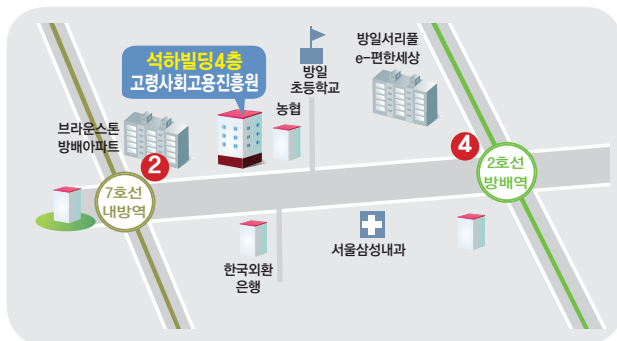 석하빌딩4층
고령사회고용진흥원
방일
초등학교
방일서리풀
e-편한세상
농협
브라운스톤
방배아파트
2
4
7호선
내방역
2호선
방배역
한국외환
은행
서울삼성내과